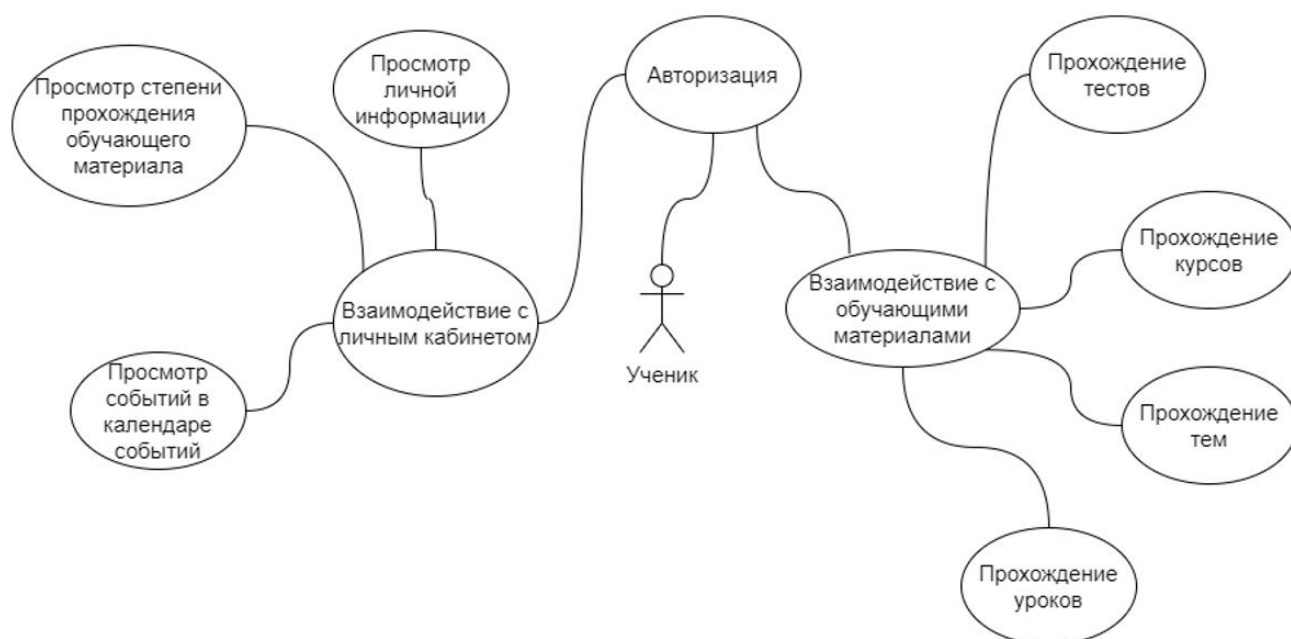 Просмотр степени
прохождения
обучающего
материала
Просмотр
личной
информации
Авторизация
Прохождение
тестов
Прохождение
курсов
Взаимодействие с
личным кабинетом
Взаимодействие с
обучающими
материалами
Ученик
Просмотр
событий в
календаре
событий
Прохождение
тем
Прохождение
уроков